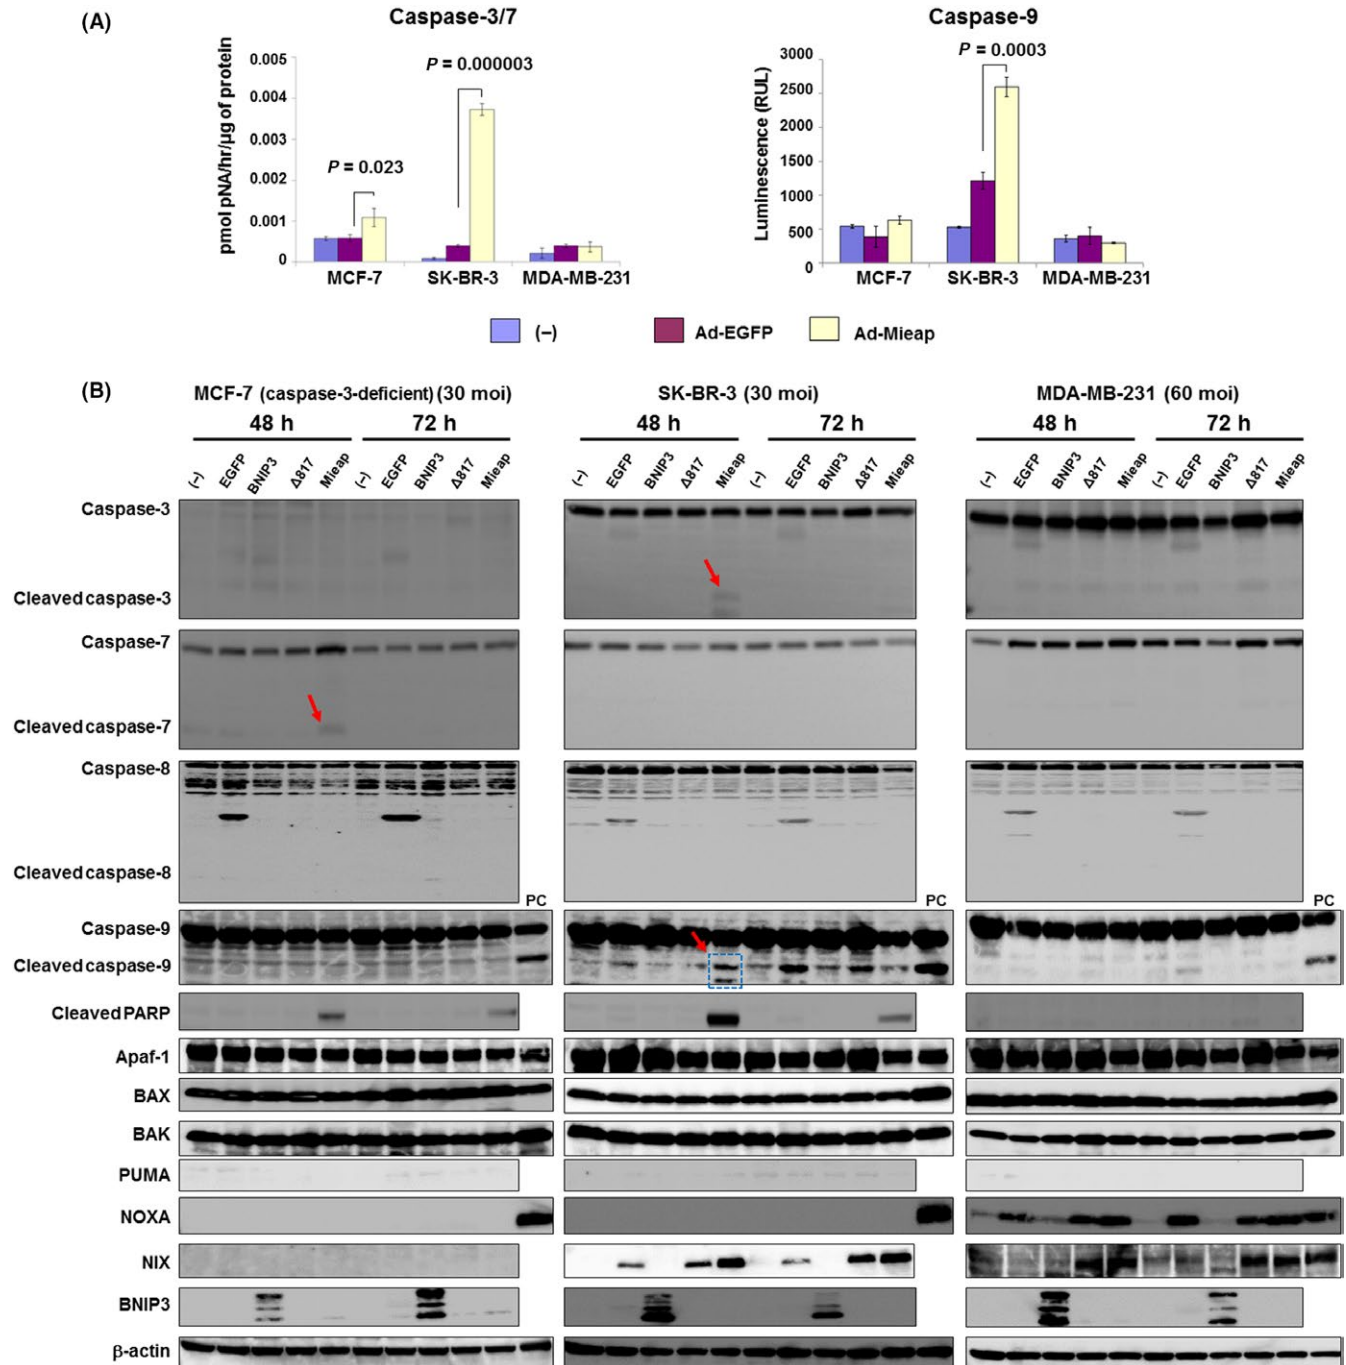 (A)
Caspase-3/7
Caspase-9
pmol pNA/hr/µg of protein
0.005
0.004
0.003
0.002
0.001
0
P = 0.023
P = 0.000003
MCF-7 SK-BR-3 MDA-MB-231
Luminescence (RUL)
3000
2500
2000
1500
1000
500
0
P = 0.0003
MCF-7 SK-BR-3 MDA-MB-231
(–) Ad-EGFP Ad-Mieap
(B)
MCF-7 (caspase-3-deficient) (30 moi) SK-BR-3 (30 moi) MDA-MB-231 (60 moi)
48 h 72 h 48 h 72 h 48 h 72 h
(-) EGFP BNIP3 Δ817 Mieap (-) EGFP BNIP3 Δ817 Mieap (-) EGFP BNIP3 Δ817 Mieap (-) EGFP BNIP3 Δ817 Mieap (-) EGFP BNIP3 Δ817 Mieap (-) EGFP BNIP3 Δ817 Mieap
Caspase-3
Cleaved caspase-3
Caspase-7
Cleaved caspase-7
Caspase-8
Cleaved caspase-8
PC PC PC
Caspase-9
Cleaved caspase-9
Cleaved PARP
Apaf-1
BAX
BAK
PUMA
NOXA
NIX
BNIP3
β-actin